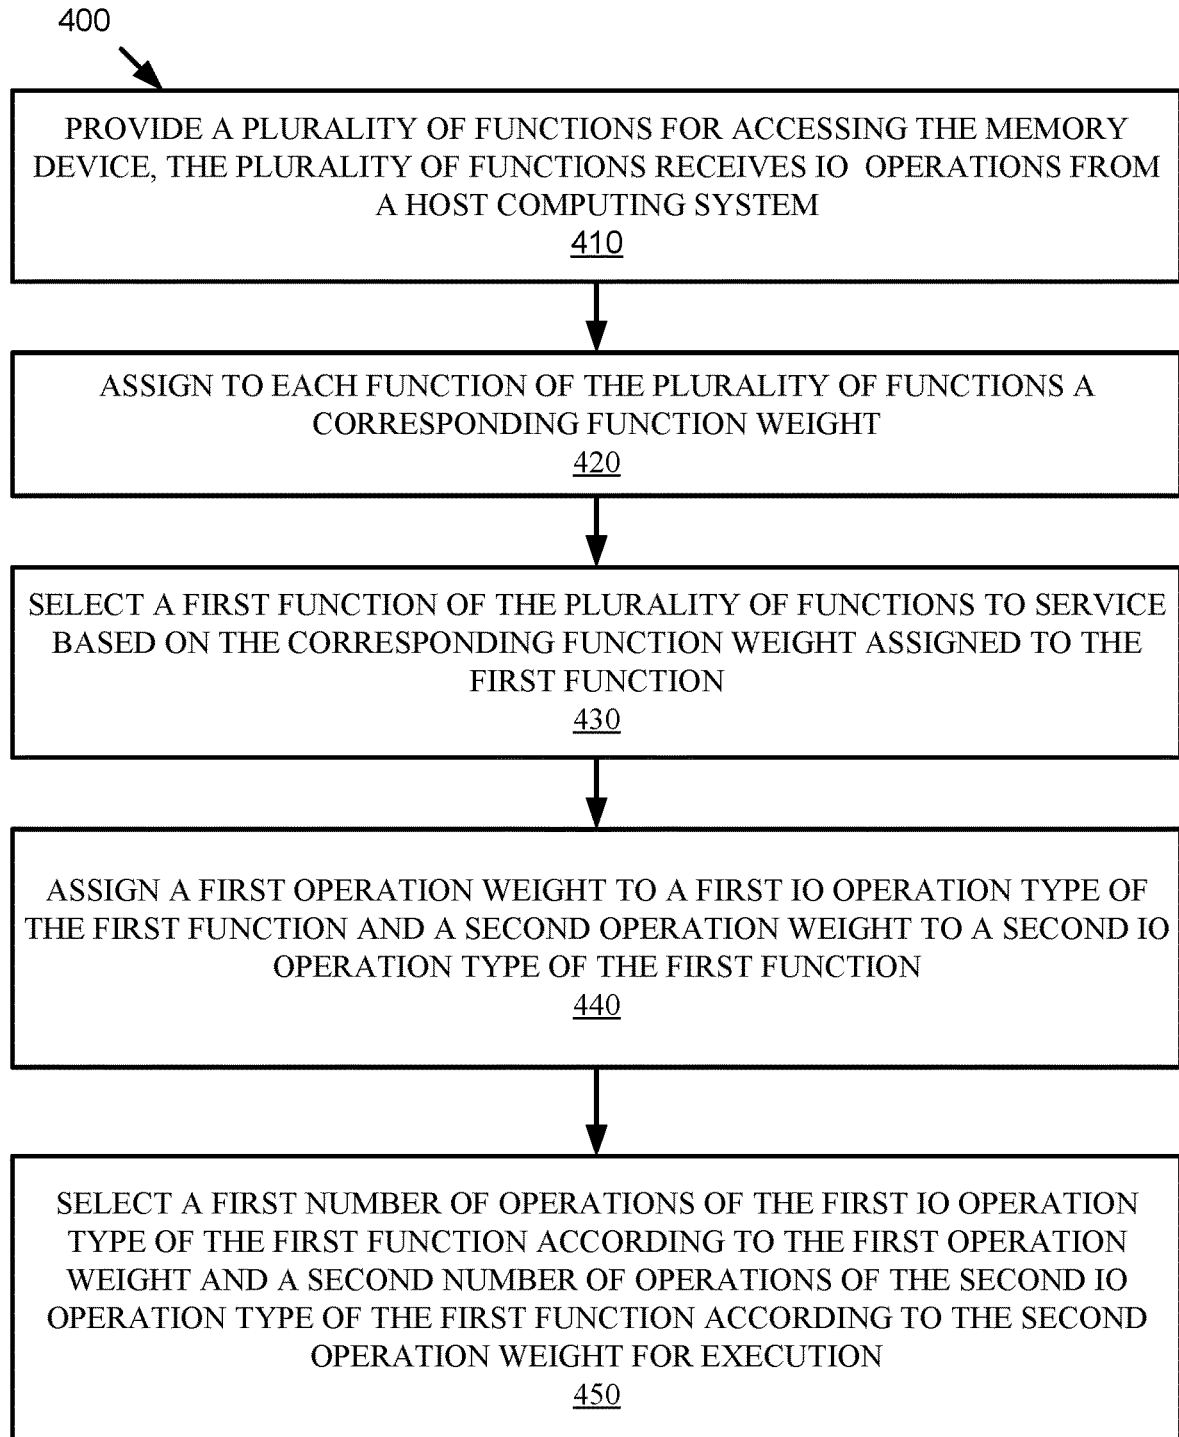 400
PROVIDE A PLURALITY OF FUNCTIONS FOR ACCESSING THE MEMORY
DEVICE, THE PLURALITY OF FUNCTIONS RECEIVES IO OPERATIONS FROM
A HOST COMPUTING SYSTEM
410
ASSIGN TO EACH FUNCTION OF THE PLURALITY OF FUNCTIONS A
CORRESPONDING FUNCTION WEIGHT
420
SELECT A FIRST FUNCTION OF THE PLURALITY OF FUNCTIONS TO SERVICE
BASED ON THE CORRESPONDING FUNCTION WEIGHT ASSIGNED TO THE
FIRST FUNCTION
430
ASSIGN A FIRST OPERATION WEIGHT TO A FIRST IO OPERATION TYPE OF
THE FIRST FUNCTION AND A SECOND OPERATION WEIGHT TO A SECOND IO
OPERATION TYPE OF THE FIRST FUNCTION
440
SELECT A FIRST NUMBER OF OPERATIONS OF THE FIRST IO OPERATION
TYPE OF THE FIRST FUNCTION ACCORDING TO THE FIRST OPERATION
WEIGHT AND A SECOND NUMBER OF OPERATIONS OF THE SECOND IO
OPERATION TYPE OF THE FIRST FUNCTION ACCORDING TO THE SECOND
OPERATION WEIGHT FOR EXECUTION
450